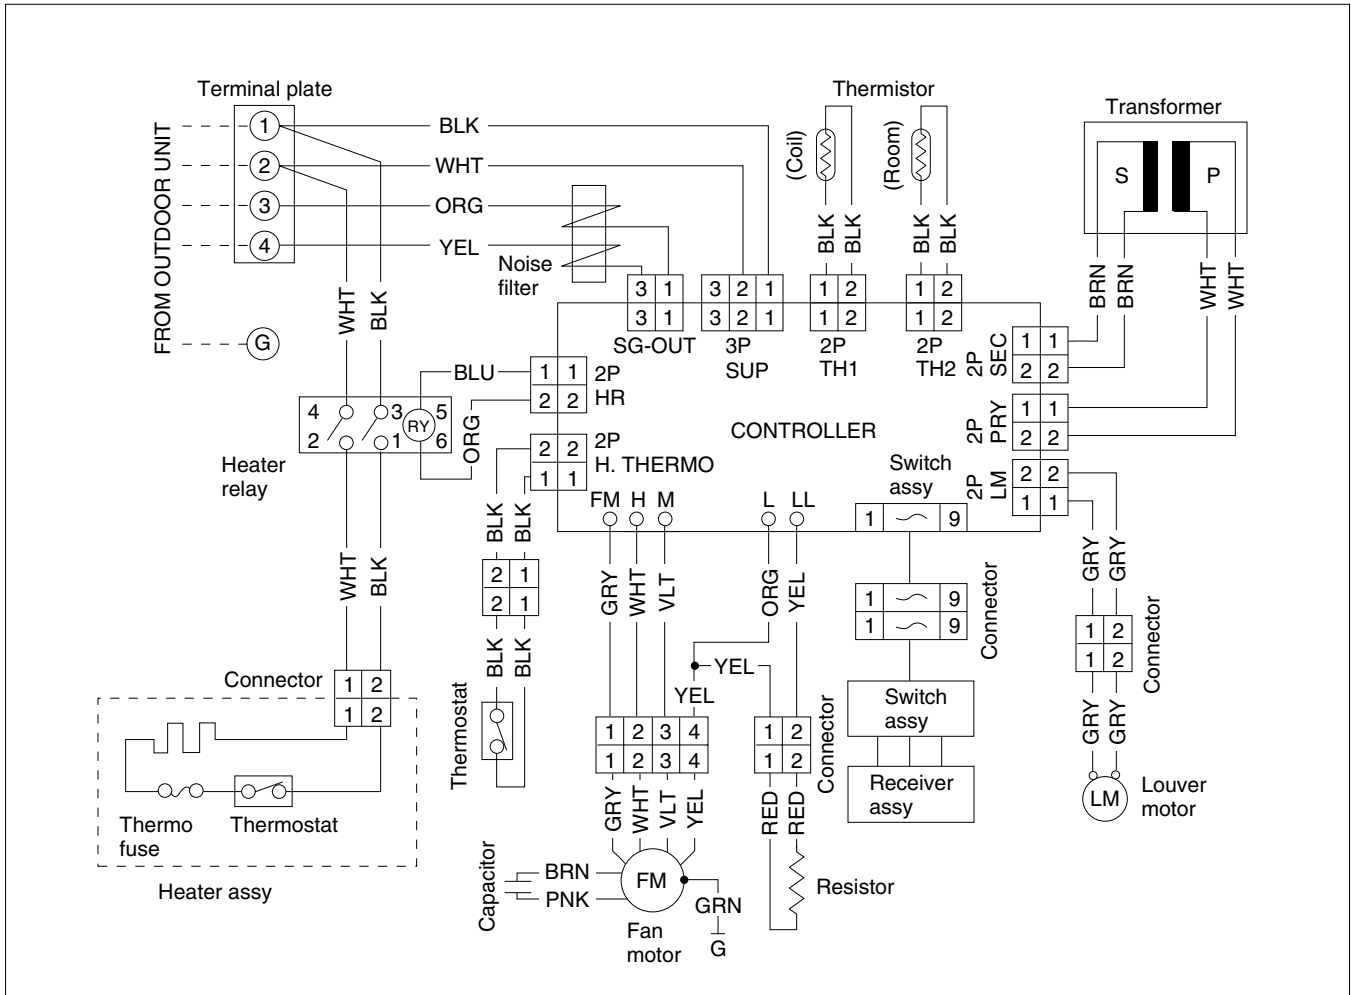 Terminal plate
Thermistor
Transformer
FROM OUTDOOR UNIT
1
2
3
4
G
BLK
WHT
ORG
YEL
Noise
filter
(Coil)
(Room)
BLK
BLK
BLK
BLK
S
P
BRN
BRN
WHT
WHT
WHT
BLK
3 1
3 1
SG-OUT
3 2 1
3 2 1
3P
SUP
1 2
1 2
2P
TH1
1 2
1 2
2P
TH2
1 1
2 2
2P
SEC
1 1
2 2
2P
PRY
2 2
1 1
2P
LM
BLU
ORG
1 1
2 2
2P
HR
2 2
1 1
2P
H. THERMO
CONTROLLER
4 3 5
RY
2 1 6
Heater
relay
Switch
assy
1 9
FM H M
L LL
BLK
BLK
2 1
2 1
BLK
BLK
Thermostat
GRY
WHT
VLT
ORG
YEL
YEL
YEL
1 9
1 9
Connector
GRY
GRY
1 2
1 2
Connector
GRY
GRY
LM
Louver
motor
WHT
BLK
Connector
1 2
1 2
Thermo
fuse
Thermostat
Heater assy
1 2 3 4
1 2 3 4
GRY
WHT
VLT
YEL
1 2
1 2
Connector
RED
RED
Resistor
Switch
assy
Receiver
assy
Capacitor
BRN
PNK
FM
GRN
G
Fan
motor